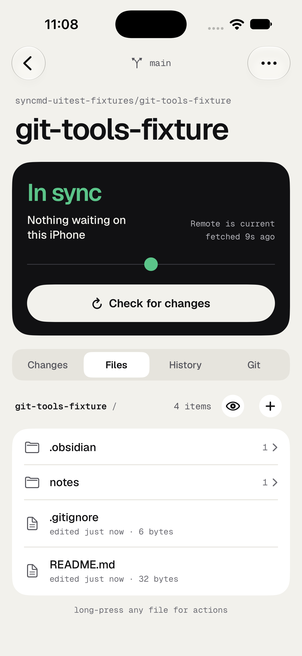 11:08
main
syncmd-uitest-fixtures/git-tools-fixture
git-tools-fixture
In sync
Nothing waiting on
this iPhone
Remote is current
fetched 9s ago
Check for changes
Changes Files History Git
git-tools-fixture / 4 items
.obsidian 1
notes 1
.gitignore
edited just now · 6 bytes
README.md
edited just now · 32 bytes
long-press any file for actions